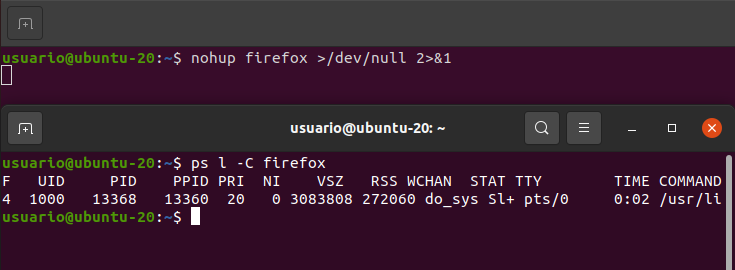 usuario@ubuntu-20:~$ nohup firefox >/dev/null 2>&1
usuario@ubuntu-20: ~
usuario@ubuntu-20:~$ ps l -C firefox
F   UID     PID    PPID PRI  NI    VSZ   RSS WCHAN  STAT TTY        TIME COMMAND
4  1000   13368   13360  20   0 3083808 272060 do_sys Sl+ pts/0      0:02 /usr/li
usuario@ubuntu-20:~$